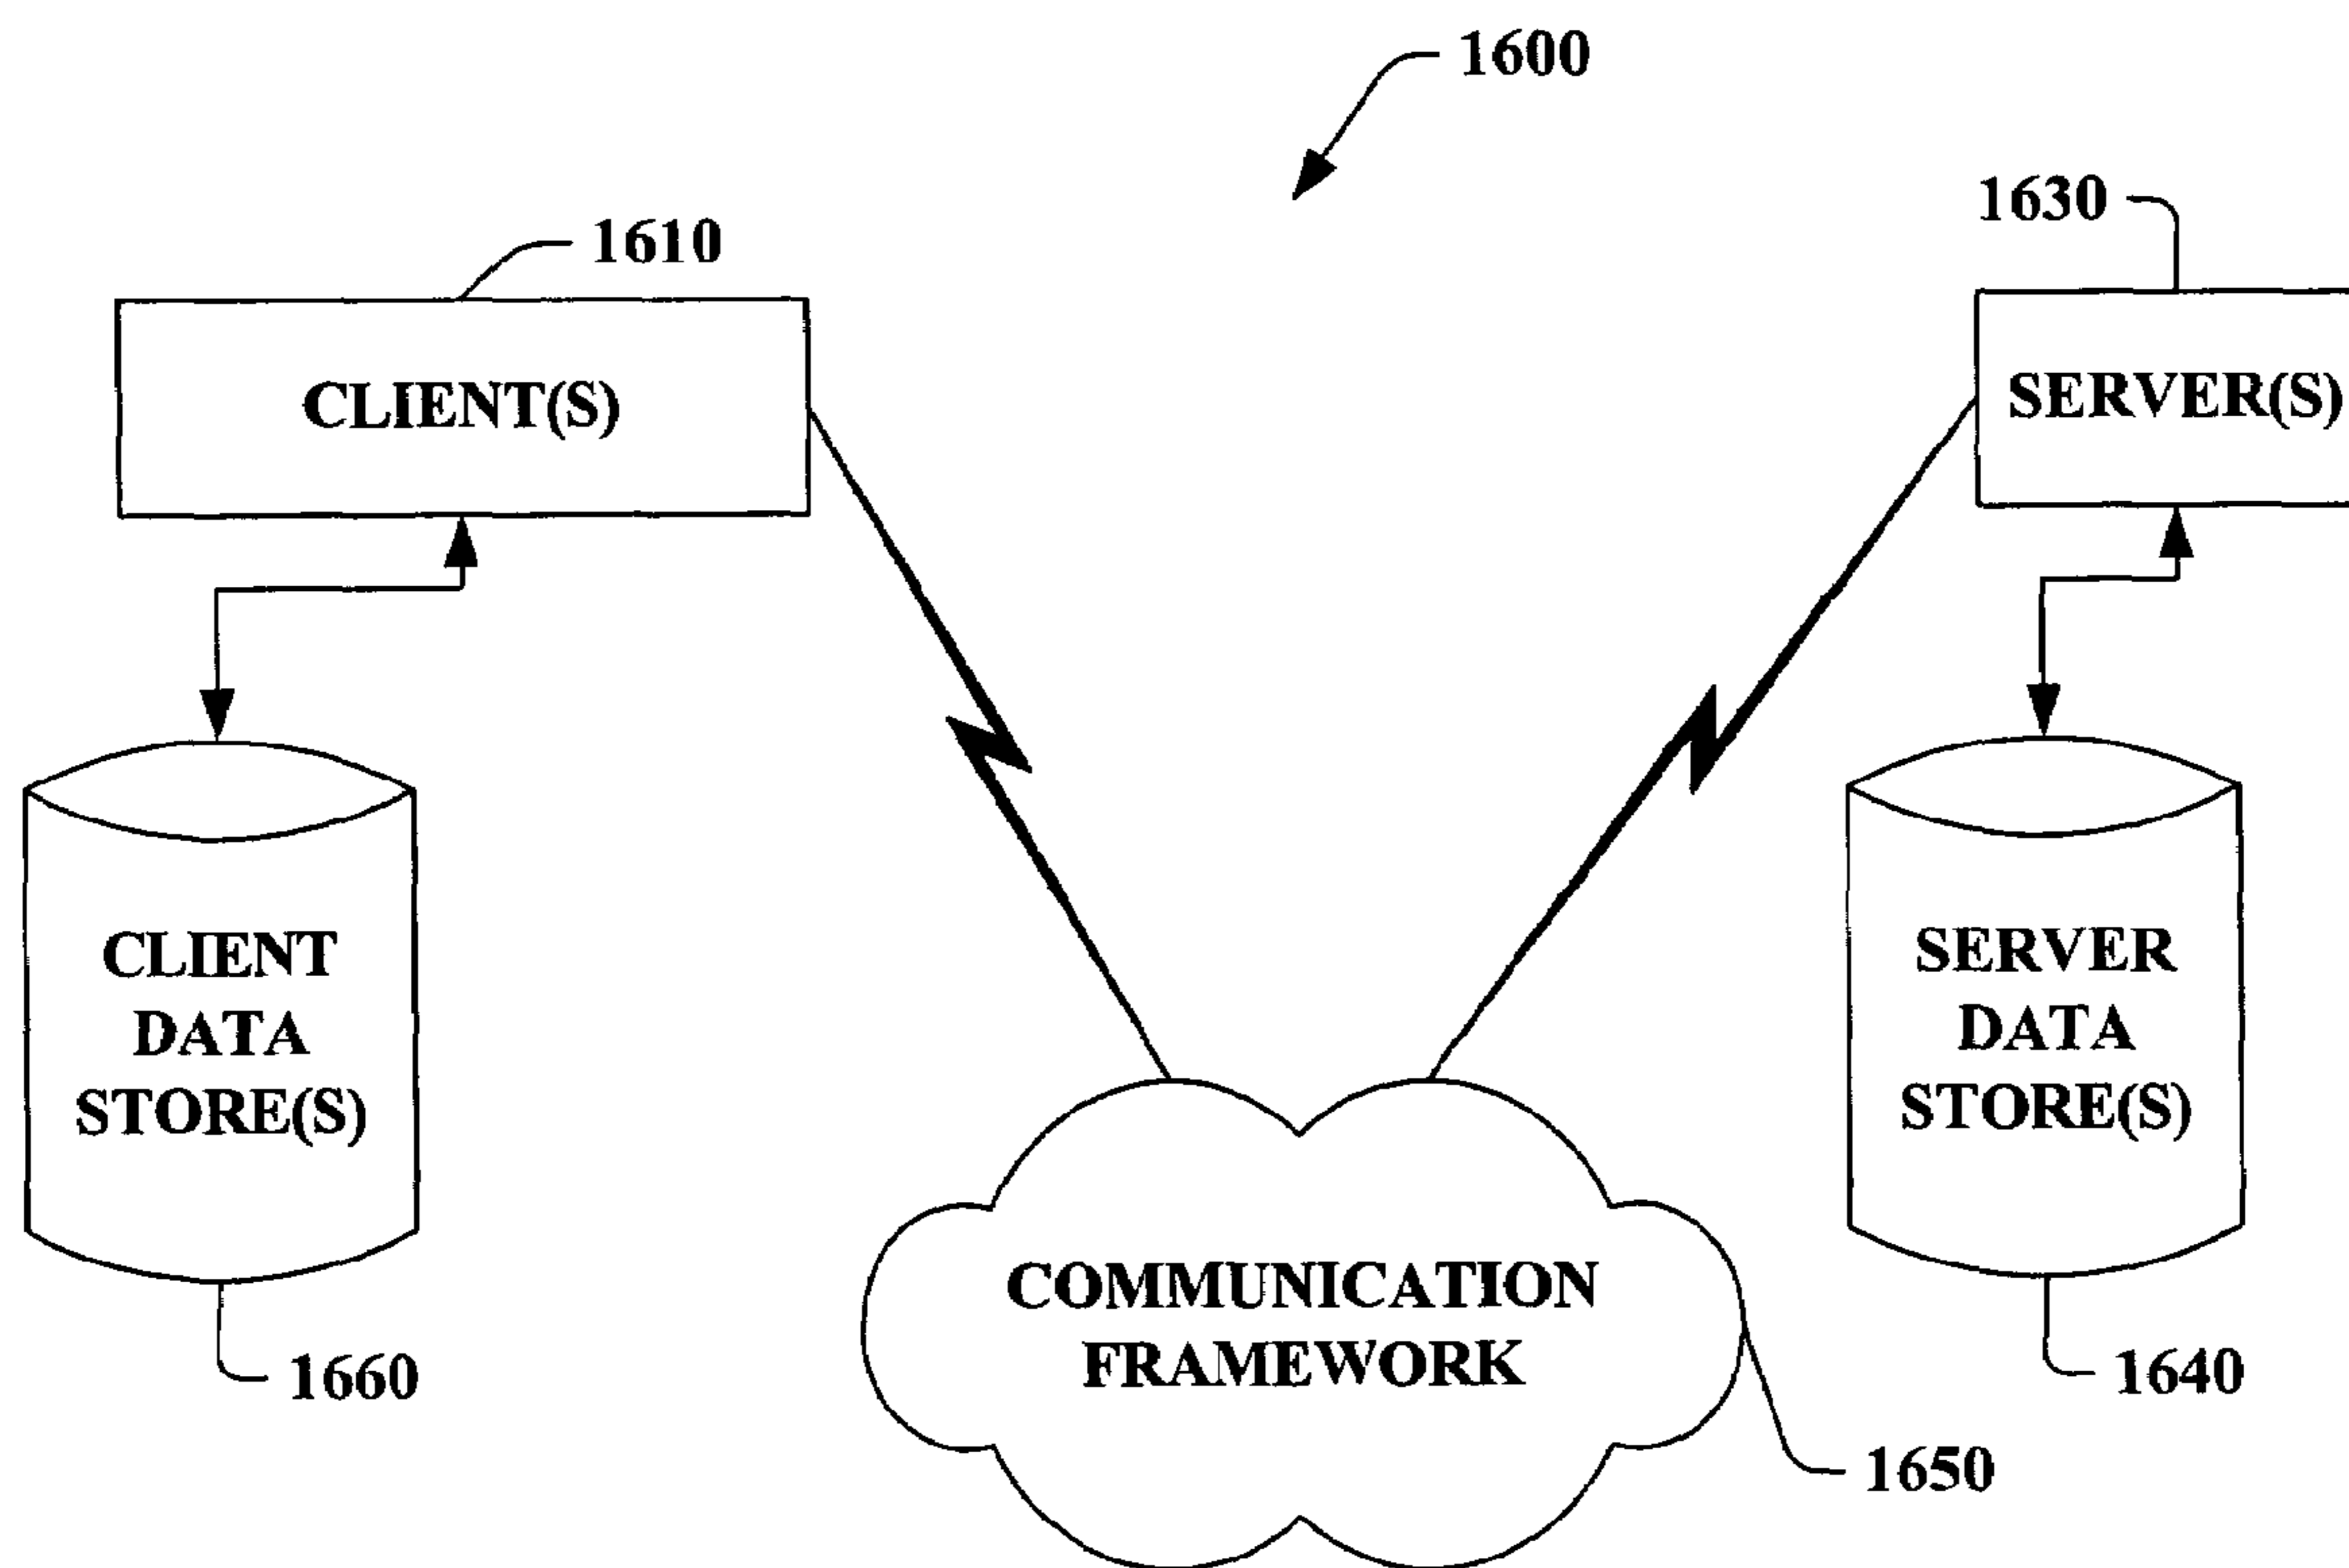 1600
1610
1630
CLIENT(S)
SERVER(S)
CLIENT
DATA
STORE(S)
SERVER
DATA
STORE(S)
COMMUNICATION
FRAMEWORK
1660
1640
1650